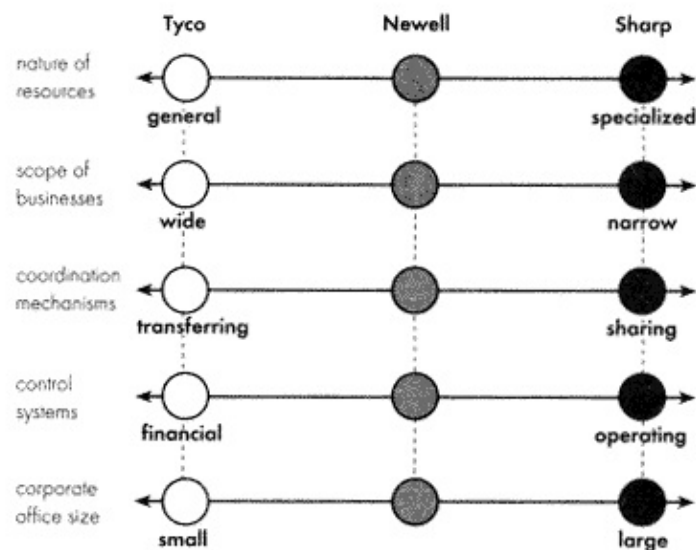 Tyco Newell Sharp
nature of
resources
general specialized
scope of
businesses
wide narrow
coordination
mechanisms
transferring sharing
control
systems
financial operating
corporate
office size
small large